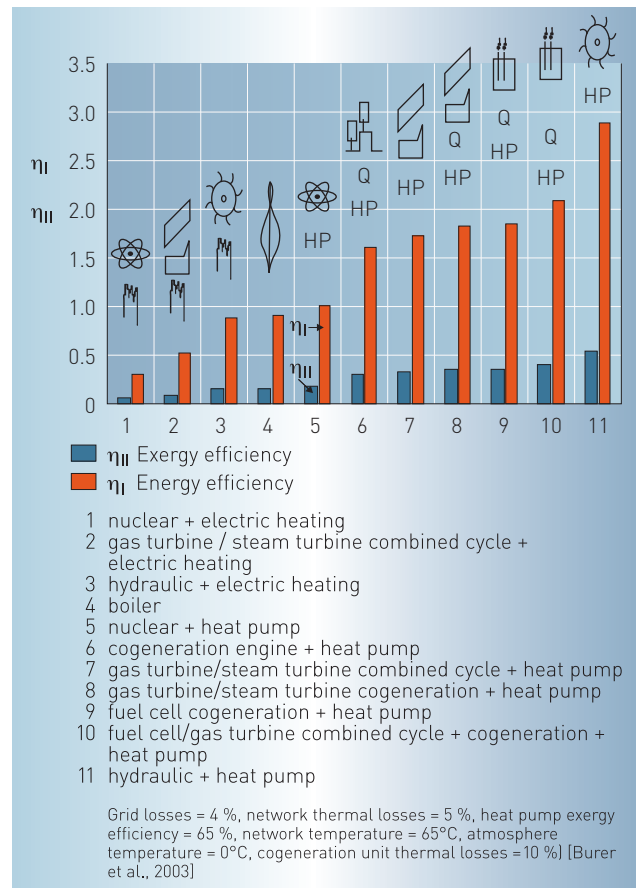 3.5
3.0
2.5
2.0
1.5
1.0
0.5
0
ηI
ηII
HP
Q
HP
HP
Q
HP
Q
HP
Q
HP
HP
ηI
ηII
1 2 3 4 5 6 7 8 9 10 11
ηII Exergy efficiency
ηI Energy efficiency
1 nuclear + electric heating
2 gas turbine / steam turbine combined cycle +
electric heating
3 hydraulic + electric heating
4 boiler
5 nuclear + heat pump
6 cogeneration engine + heat pump
7 gas turbine/steam turbine combined cycle + heat pump
8 gas turbine/steam turbine cogeneration + heat pump
9 fuel cell cogeneration + heat pump
10 fuel cell/gas turbine combined cycle + cogeneration +
heat pump
11 hydraulic + heat pump
Grid losses = 4 %, network thermal losses = 5 %, heat pump exergy
efficiency = 65 %, network temperature = 65°C, atmosphere
temperature = 0°C, cogeneration unit thermal losses =10 %) [Burer
et al., 2003]